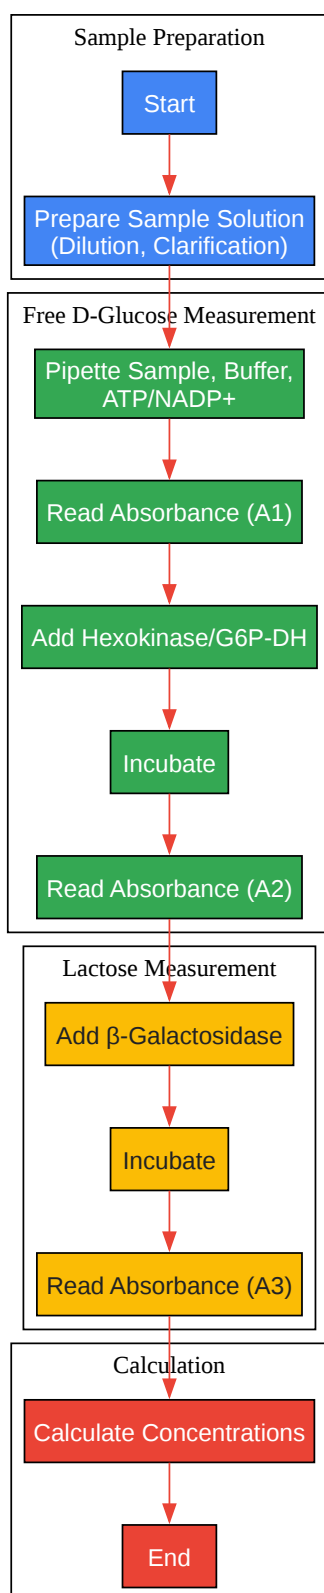 Sample Preparation
Start
Prepare Sample Solution
(Dilution, Clarification)
Free D-Glucose Measurement
Pipette Sample, Buffer,
ATP/NADP+
Read Absorbance (A1)
Add Hexokinase/G6P-DH
Incubate
Read Absorbance (A2)
Lactose Measurement
Add β-Galactosidase
Incubate
Read Absorbance (A3)
Calculation
Calculate Concentrations
End